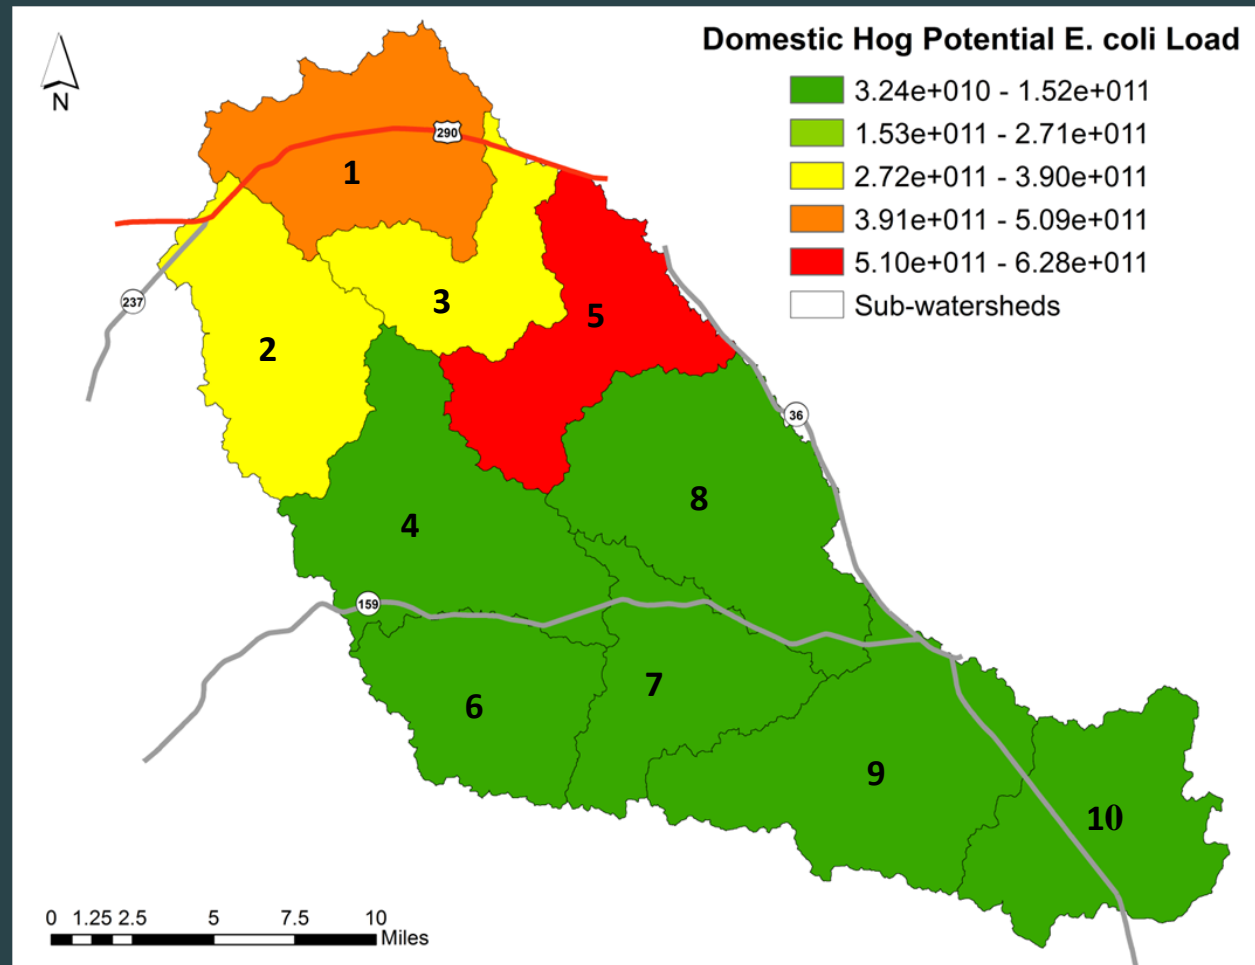 Domestic Hog Potential E. coli Load
3.24e+010 - 1.52e+011
1.53e+011 - 2.71e+011
2.72e+011 - 3.90e+011
3.91e+011 - 5.09e+011
5.10e+011 - 6.28e+011
Sub-watersheds
N
290
1
237
3
5
2
36
8
4
159
7
6
9
10
0 1.25 2.5 5 7.5 10
Miles